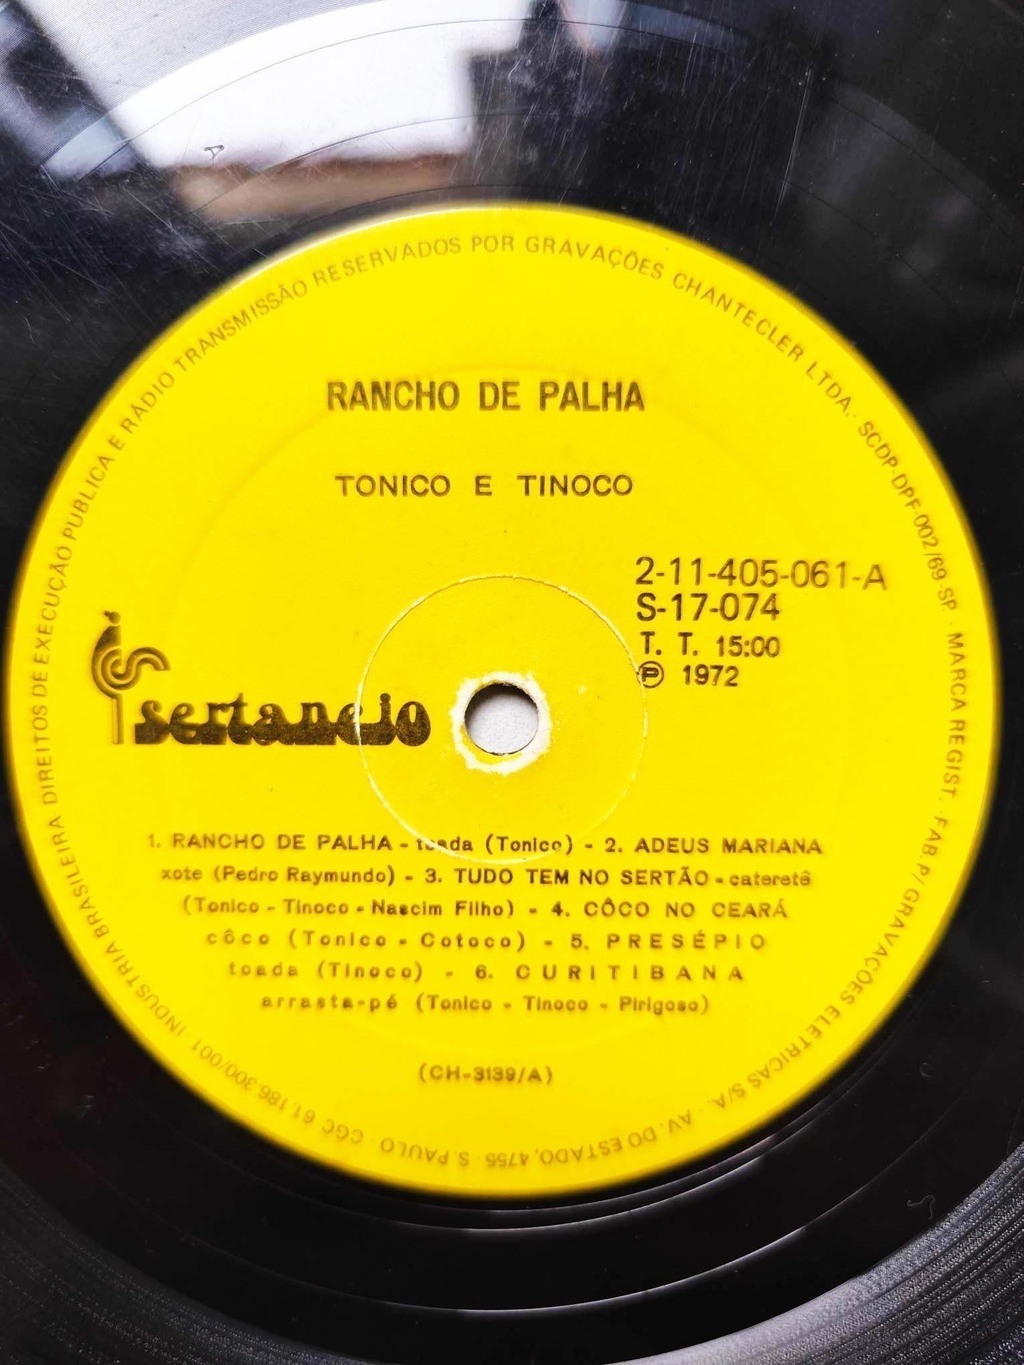 DIREITOS DE EXECUÇÃO PUBLICA E RÁDIO TRANSMISSÃO RESERVADOS POR GRAVAÇÕES CHANTECLER LTDA. - SCDP-DPF-002/69-SP. - MARCA REGIST. - FAB. P/ GRAVAÇÕES ELETRICAS S/A. - AV. DO ESTADO, 4755 - S. PAULO - CGC 61.186.300/001 INDUSTRIA BRASILEIRA
RANCHO DE PALHA
TONICO E TINOCO
2-11-405-061-A
S-17-074
T. T. 15:00
Ⓟ 1972
sertanejo
1. RANCHO DE PALHA - toada (Tonico) - 2. ADEUS MARIANA
xote (Pedro Raymundo) - 3. TUDO TEM NO SERTÃO - cateretê
(Tonico - Tinoco - Nascim Filho) - 4. CÔCO NO CEARÁ
côco (Tonico - Cotoco) - 5. PRESÉPIO
toada (Tinoco) - 6. CURITIBANA
arrasta-pé (Tonico - Tinoco - Pirigoso)
(CH-3139/A)